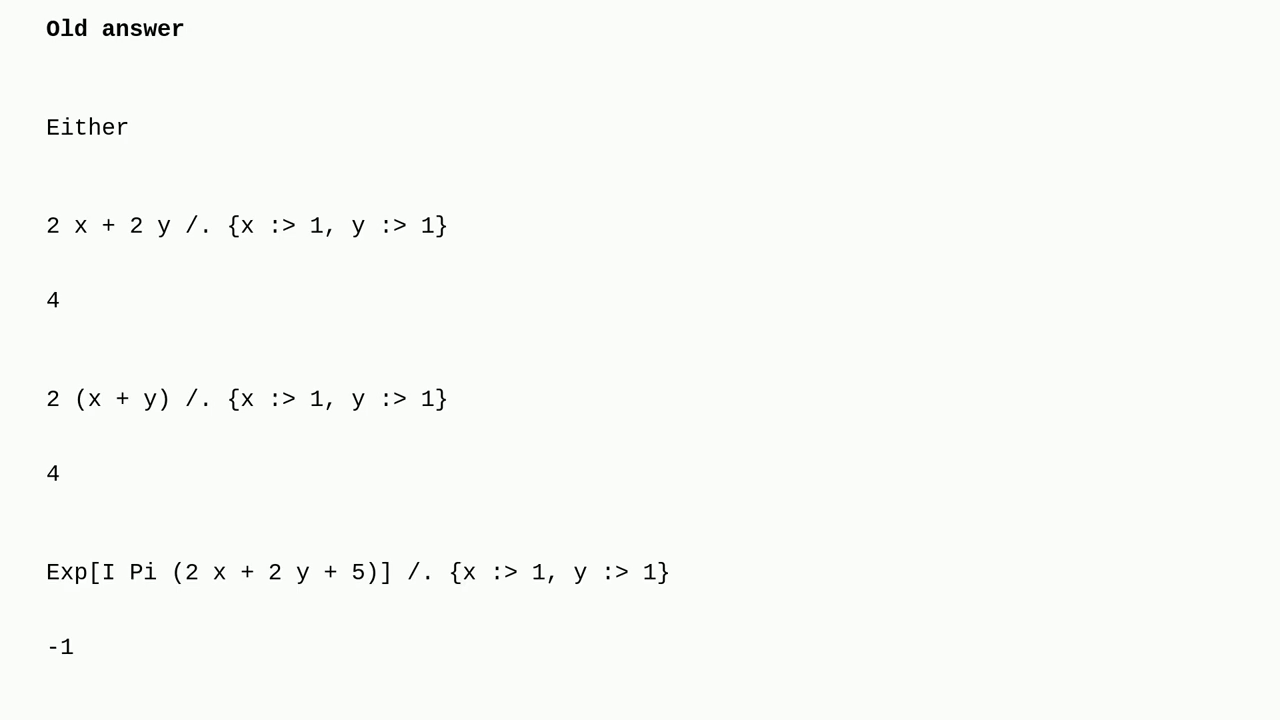 Old answer
Either
2 x + 2 y /. {x :> 1, y :> 1}
4
2 (x + y) /. {x :> 1, y :> 1}
4
Exp[I Pi (2 x + 2 y + 5)] /. {x :> 1, y :> 1}
-1